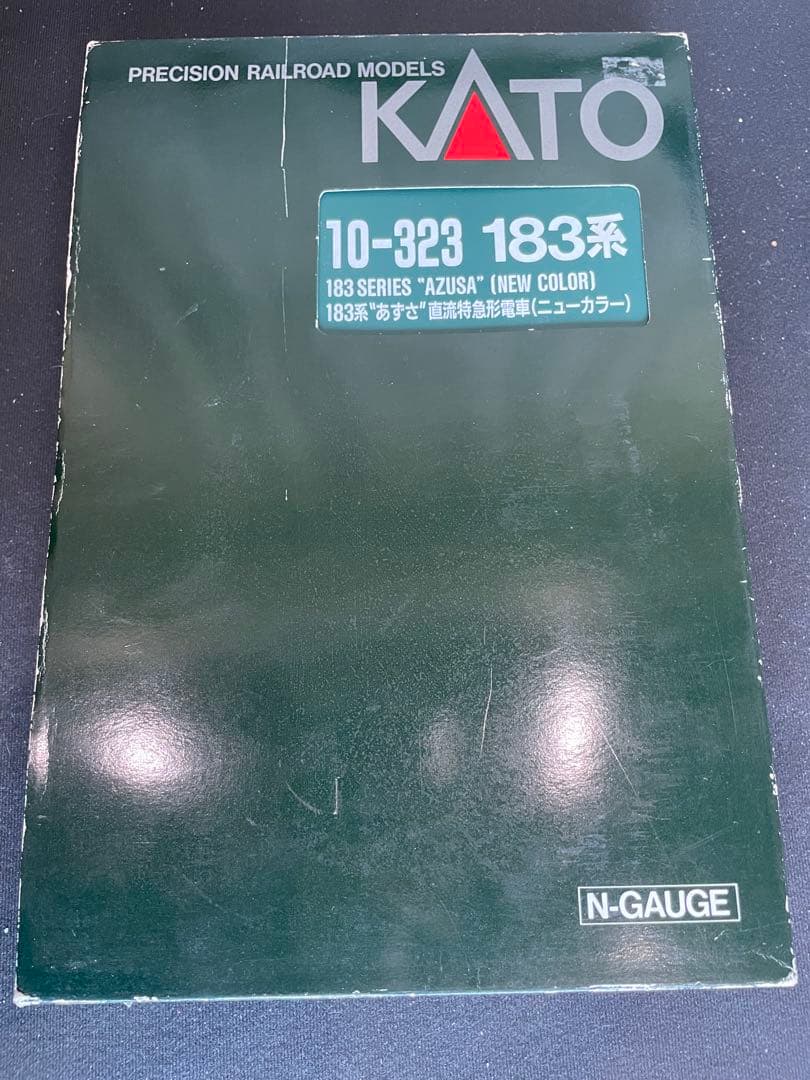 PRECISION RAILROAD MODELS
KATO
10-323 183系
183 SERIES "AZUSA" (NEW COLOR)
183系"あずさ"直流特急形電車(ニューカラー)
N-GAUGE